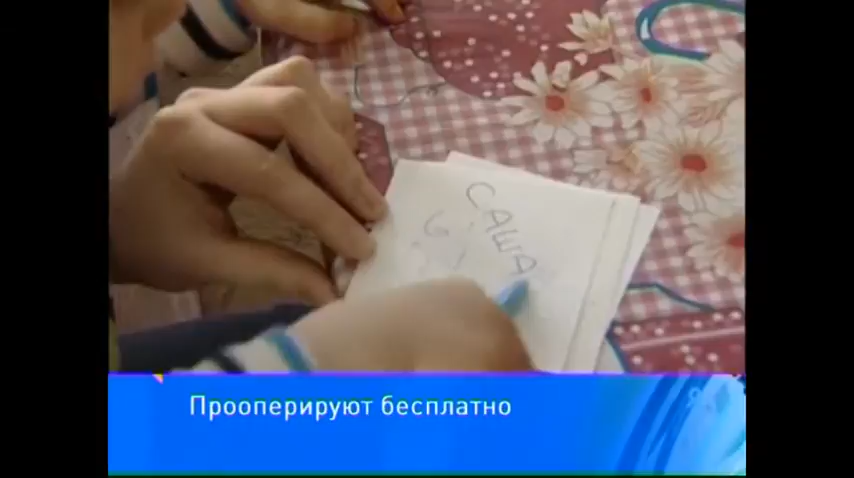 САША
Прооперируют бесплатно